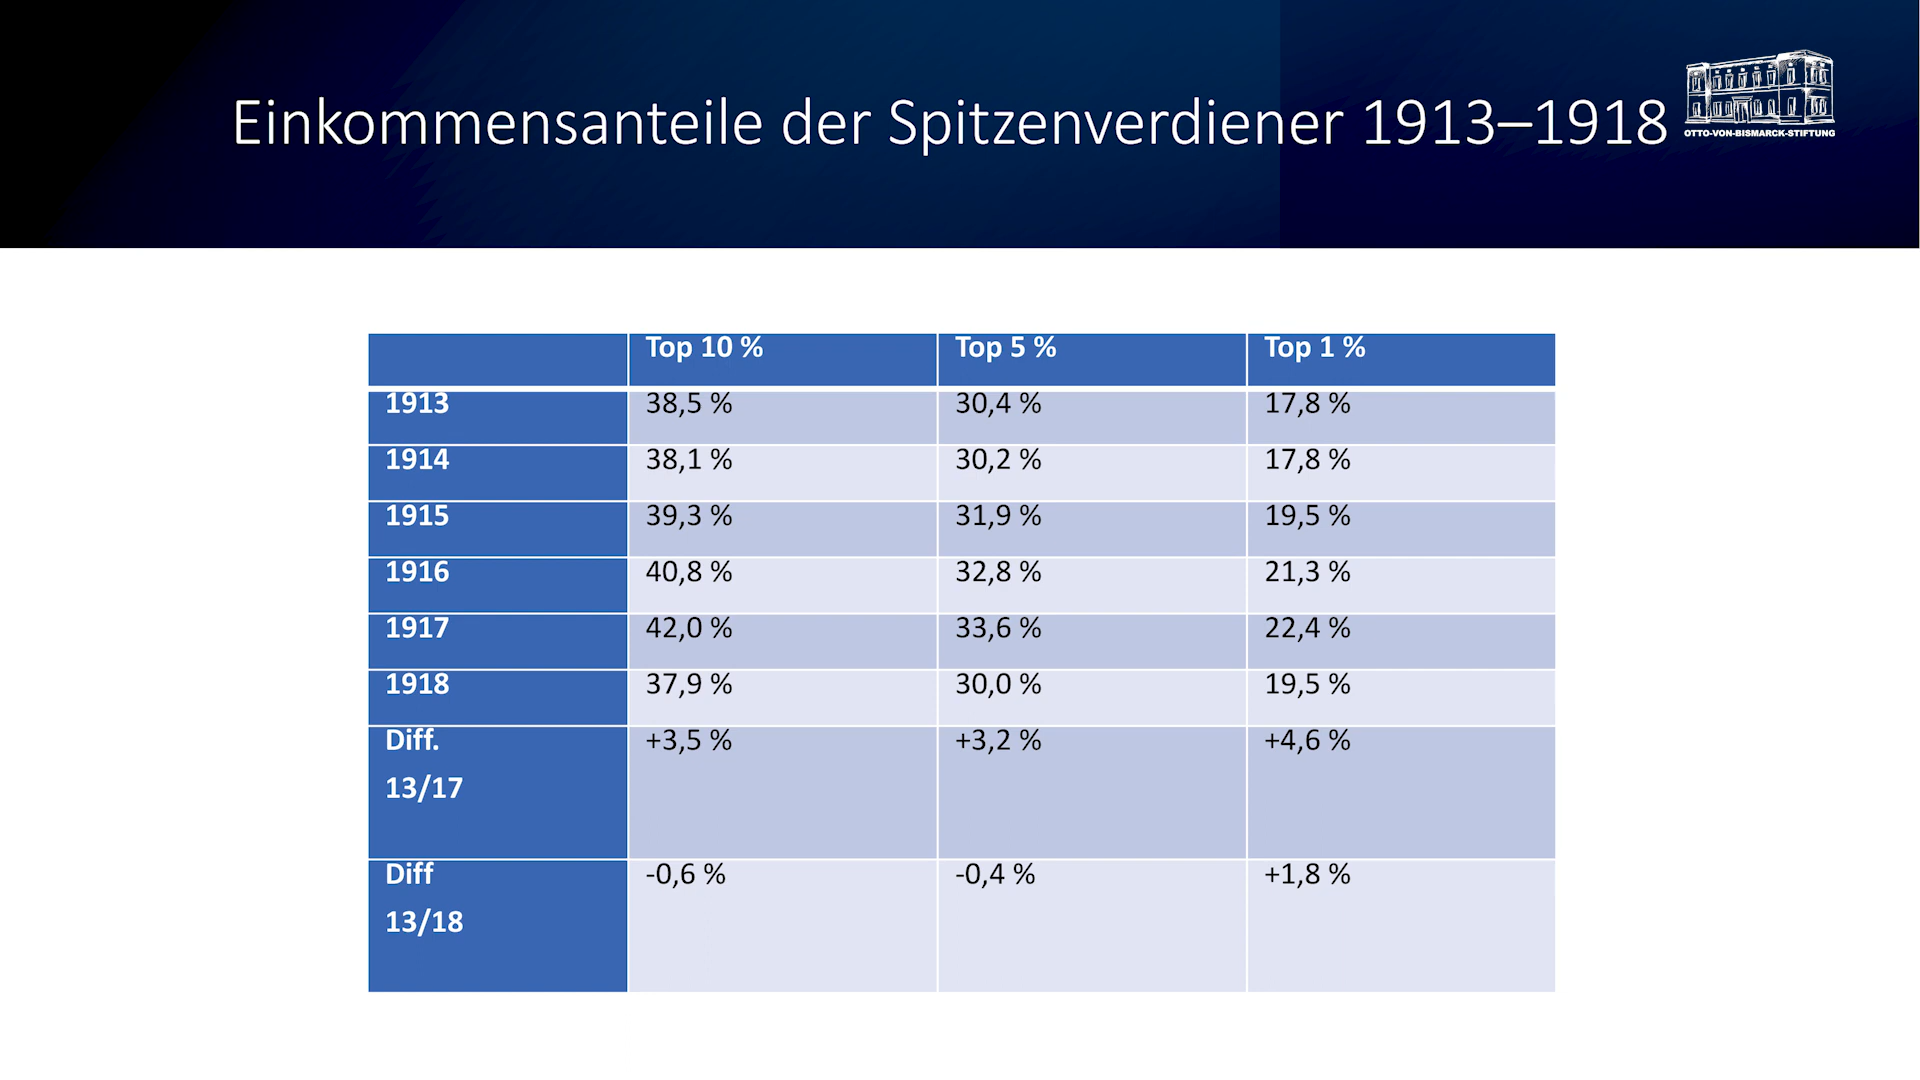 Einkommensanteile der Spitzenverdiener 1913–1918
OTTO-VON-BISMARCK-STIFTUNG
Top 10 % Top 5 % Top 1 %
1913 38,5 % 30,4 % 17,8 %
1914 38,1 % 30,2 % 17,8 %
1915 39,3 % 31,9 % 19,5 %
1916 40,8 % 32,8 % 21,3 %
1917 42,0 % 33,6 % 22,4 %
1918 37,9 % 30,0 % 19,5 %
Diff. +3,5 % +3,2 % +4,6 %
13/17
Diff -0,6 % -0,4 % +1,8 %
13/18